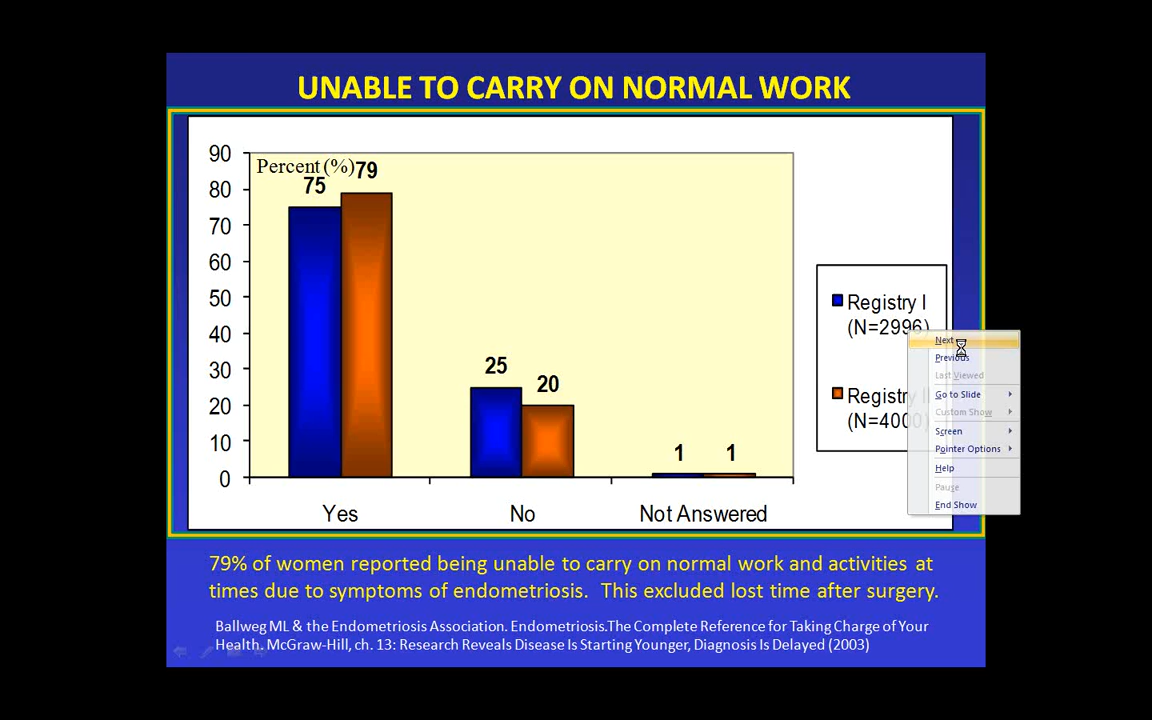 UNABLE TO CARRY ON NORMAL WORK
Percent (%)
90
80
70
60
50
40
30
20
10
0
75
79
25
20
1
1
Yes
No
Not Answered
Registry I
(N=2996)
Registry
(N=4000)
Next
Previous
Last Viewed
Go to Slide
Custom Show
Screen
Pointer Options
Help
Pause
End Show
79% of women reported being unable to carry on normal work and activities at
times due to symptoms of endometriosis. This excluded lost time after surgery.
Ballweg ML & the Endometriosis Association. Endometriosis.The Complete Reference for Taking Charge of Your
Health. McGraw-Hill, ch. 13: Research Reveals Disease Is Starting Younger, Diagnosis Is Delayed (2003)